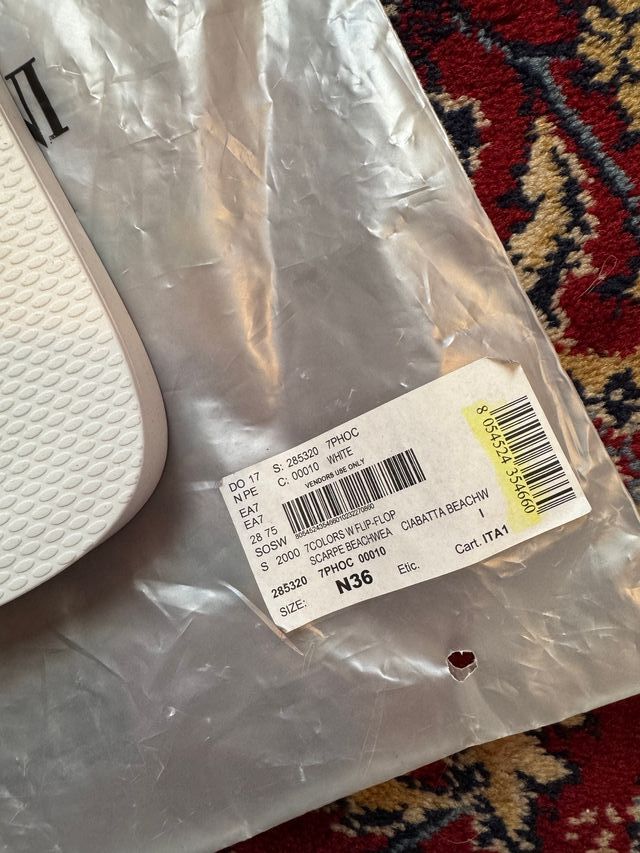 DO 17 S: 285320 7PHOC
N PE C: 00010 WHITE
EA7 VENDORS USE ONLY
EA7
28 75
SOSW
S 2000 7COLORS W FLIP-FLOP
SCARPE BEACHWEA CIABATTA BEACHW
285320 7PHOC 00010 I
SIZE: N36 Etic. Cart. ITA1
8 054524 354660